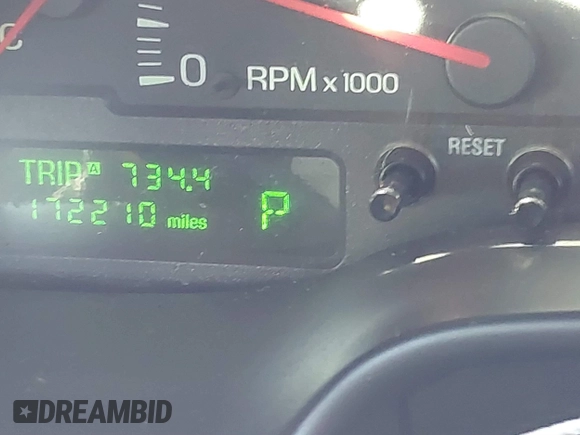 C
0
RPM x 1000
RESET
TRIP A 734.4
172210 miles
P
DREAMBID